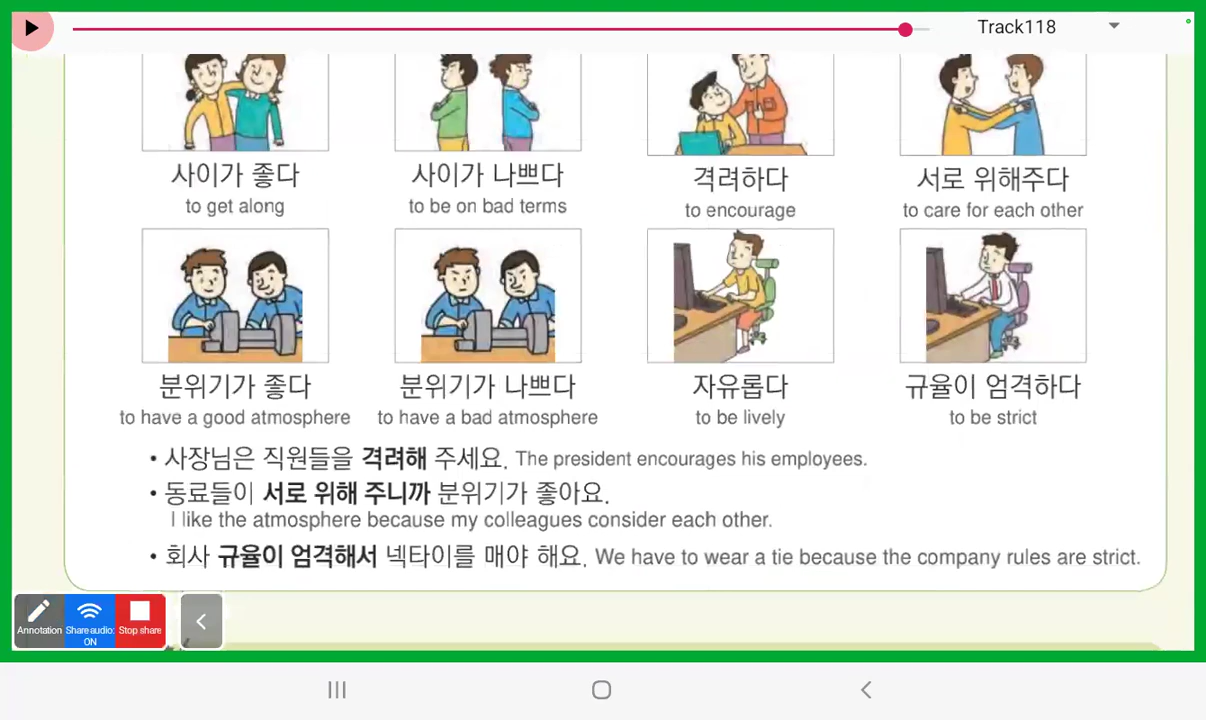 Track118
사이가 좋다 사이가 나쁘다 격려하다 서로 위해주다
to get along to be on bad terms to encourage to care for each other
분위기가 좋다 분위기가 나쁘다 자유롭다 규율이 엄격하다
to have a good atmosphere to have a bad atmosphere to be lively to be strict
• 사장님은 직원들을 격려해 주세요. The president encourages his employees.
• 동료들이 서로 위해 주니까 분위기가 좋아요.
I like the atmosphere because my colleagues consider each other.
• 회사 규율이 엄격해서 넥타이를 매야 해요. We have to wear a tie because the company rules are strict.
Annotation Share audio: Stop share
ON